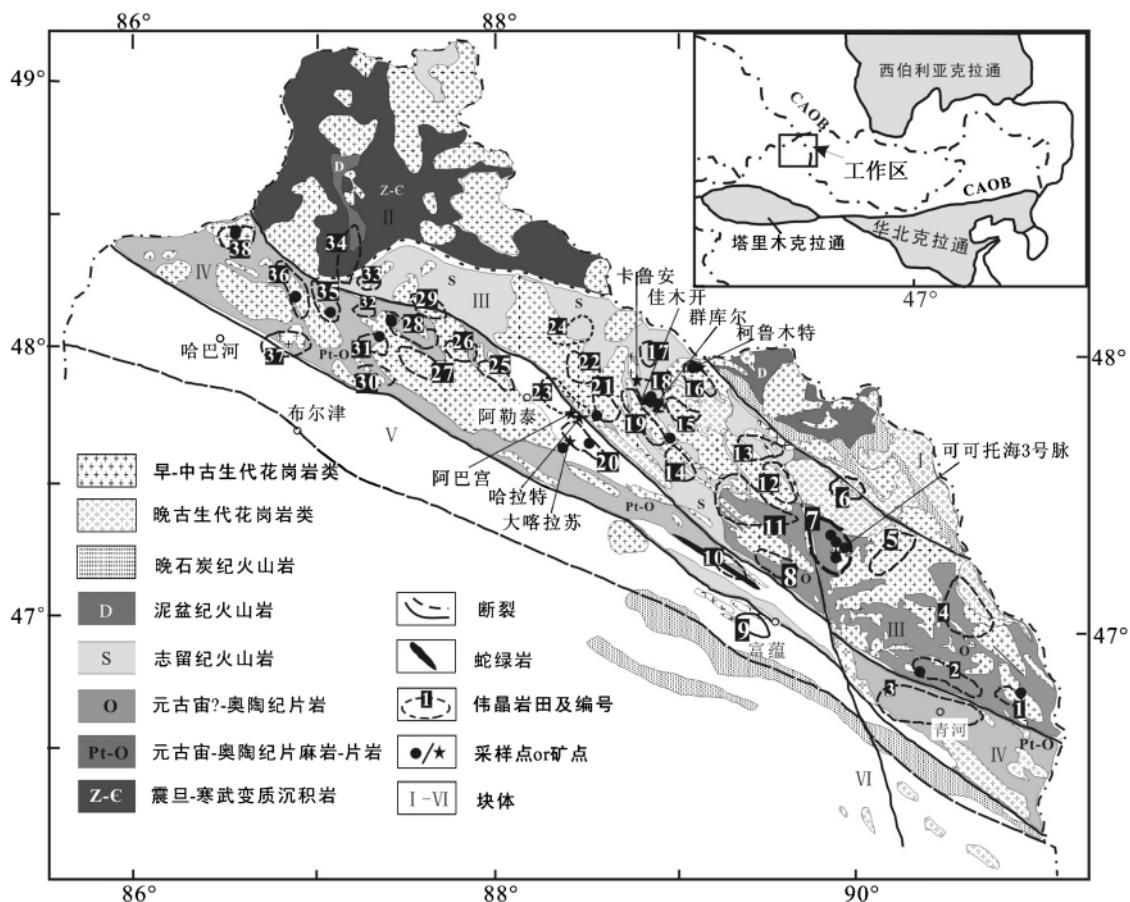 86°
88°
49°
48°
47°
西伯利亚克拉通
CAOB
工作区
CAOB
塔里木克拉通
华北克拉通
47°
D
Z-Є
II
34
38
IV
36
35
33
32
S
III
S
29
28
24
31
Pt-O
26
22
27
25
37
30
23
21
哈巴河
布尔津
阿勒泰
V
卡鲁安
佳木开
群库尔
柯鲁木特
48°
17
18
16
D
19
15
20
14
13
12
I
6
可可托海3号脉
阿巴宫
哈拉特
大喀拉苏
Pt-O
S
11
7
5
10
8
O
9
富蕴
III
4
O
47°
2
3
1
青河
IV
Pt-O
VI
早-中古生代花岗岩类
晚古生代花岗岩类
晚石炭纪火山岩
D 泥盆纪火山岩
S 志留纪火山岩
O 元古宙?-奥陶纪片岩
Pt-O 元古宙-奥陶纪片麻岩-片岩
Z-Є 震旦-寒武变质沉积岩
断裂
蛇绿岩
1 伟晶岩田及编号
●/★ 采样点or矿点
I-VI 块体
86°
88°
90°